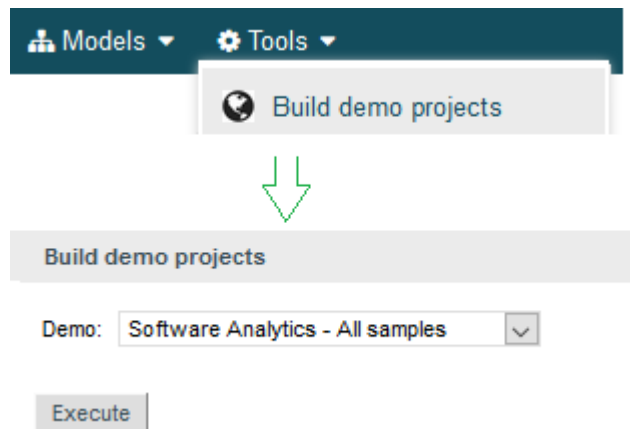 Models Tools
Build demo projects
Build demo projects
Demo: Software Analytics - All samples
Execute